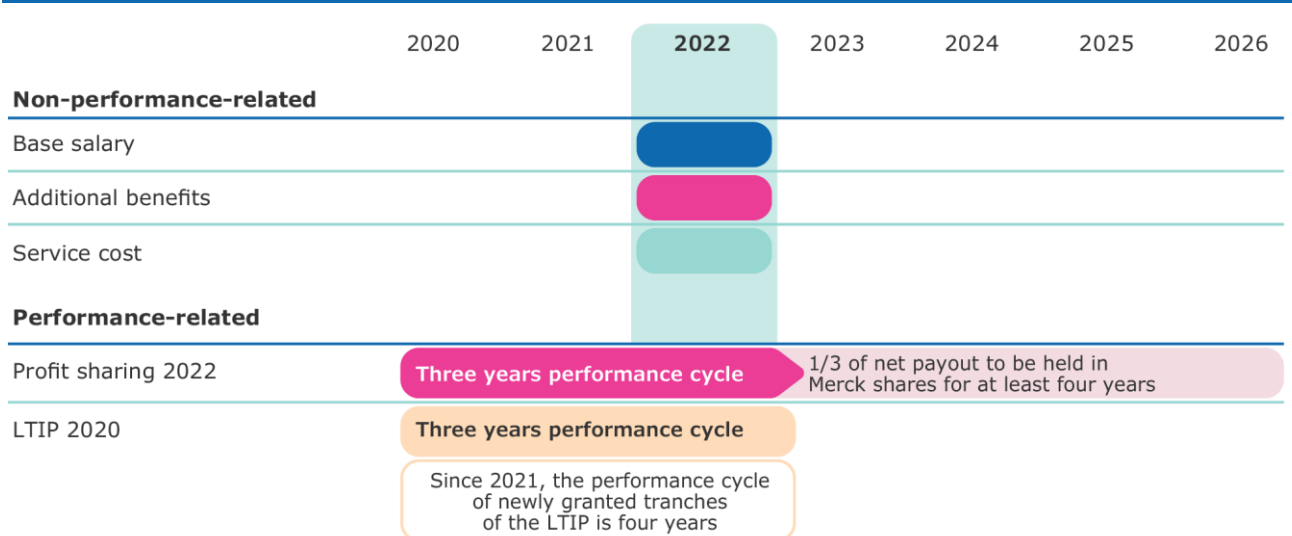 2020 2021 2022 2023 2024 2025 2026
Non-performance-related
Base salary
Additional benefits
Service cost
Performance-related
Profit sharing 2022
Three years performance cycle
1/3 of net payout to be held in
Merck shares for at least four years
LTIP 2020
Three years performance cycle
Since 2021, the performance cycle
of newly granted tranches
of the LTIP is four years